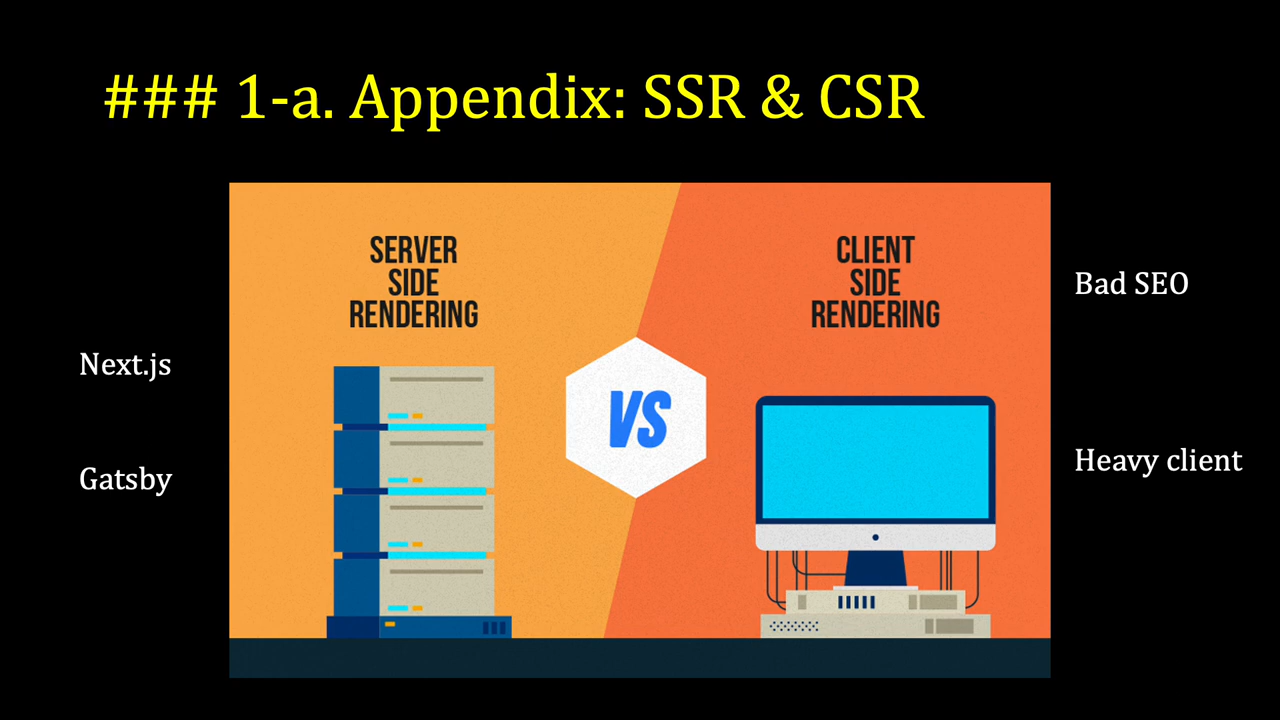 ### 1-a. Appendix: SSR & CSR
SERVER
SIDE
RENDERING
CLIENT
SIDE
RENDERING
VS
Next.js
Gatsby
Bad SEO
Heavy client